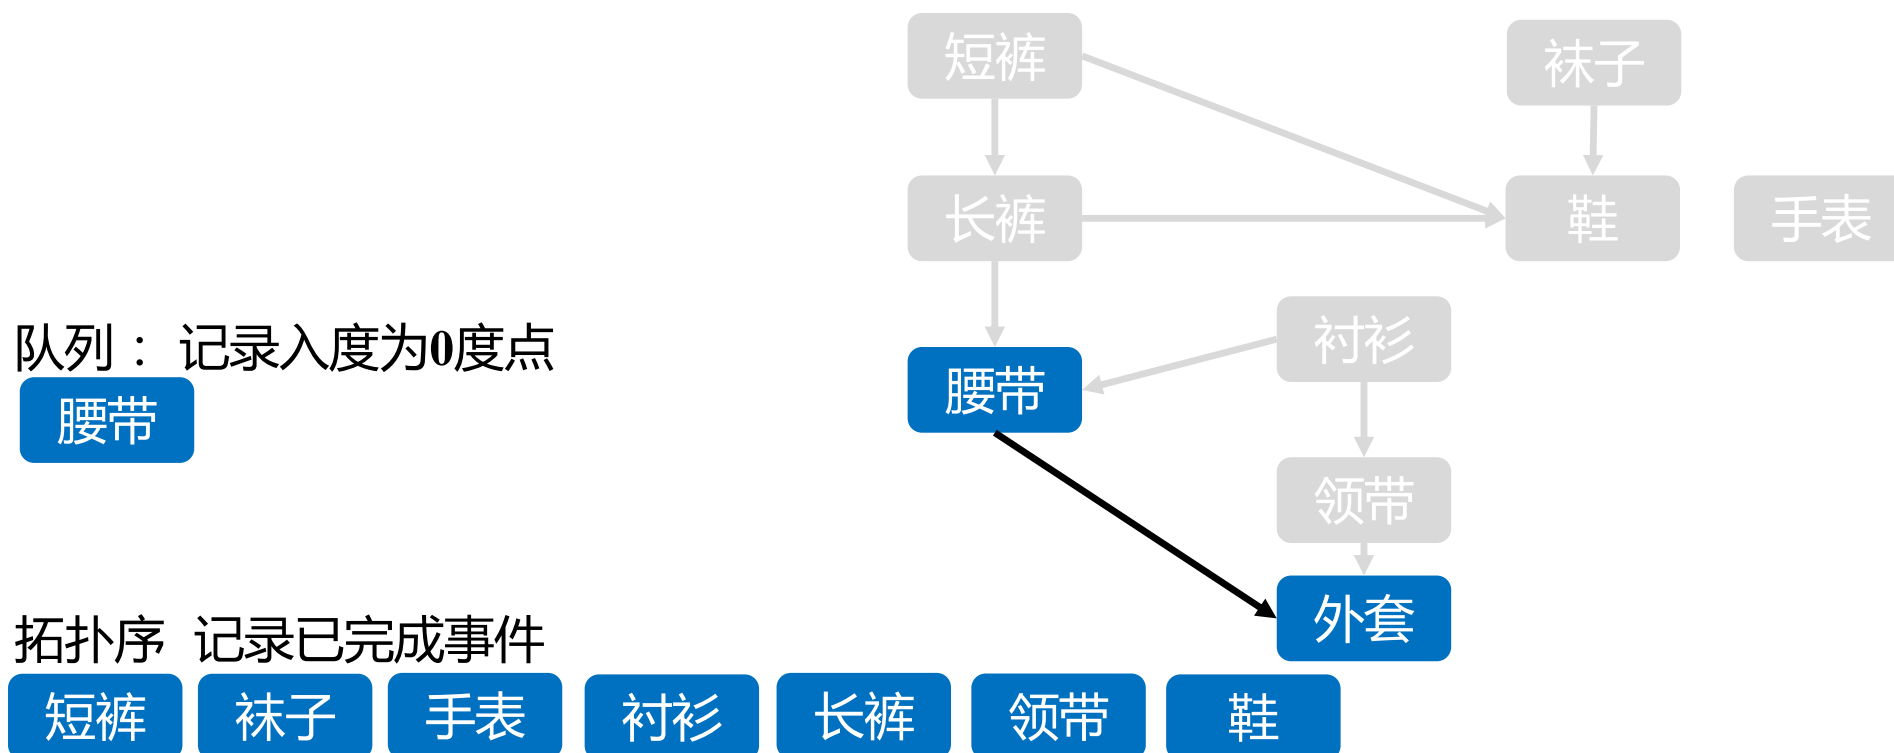 短裤
袜子
长裤
鞋
手表
衬衫
队列： 记录入度为0度点
腰带
腰带
领带
外套
拓扑序 记录已完成事件
短裤 袜子 手表 衬衫 长裤 领带 鞋